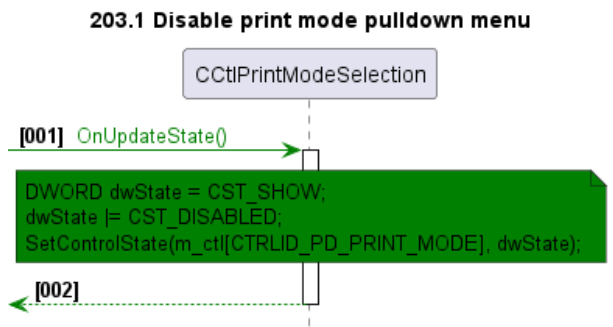 203.1 Disable print mode pulldown menu
CCtlPrintModeSelection
[001] OnUpdateState()
DWORD dwState = CST_SHOW;
dwState |= CST_DISABLED;
SetControlState(m_ctl[CTRLID_PD_PRINT_MODE], dwState);
[002]